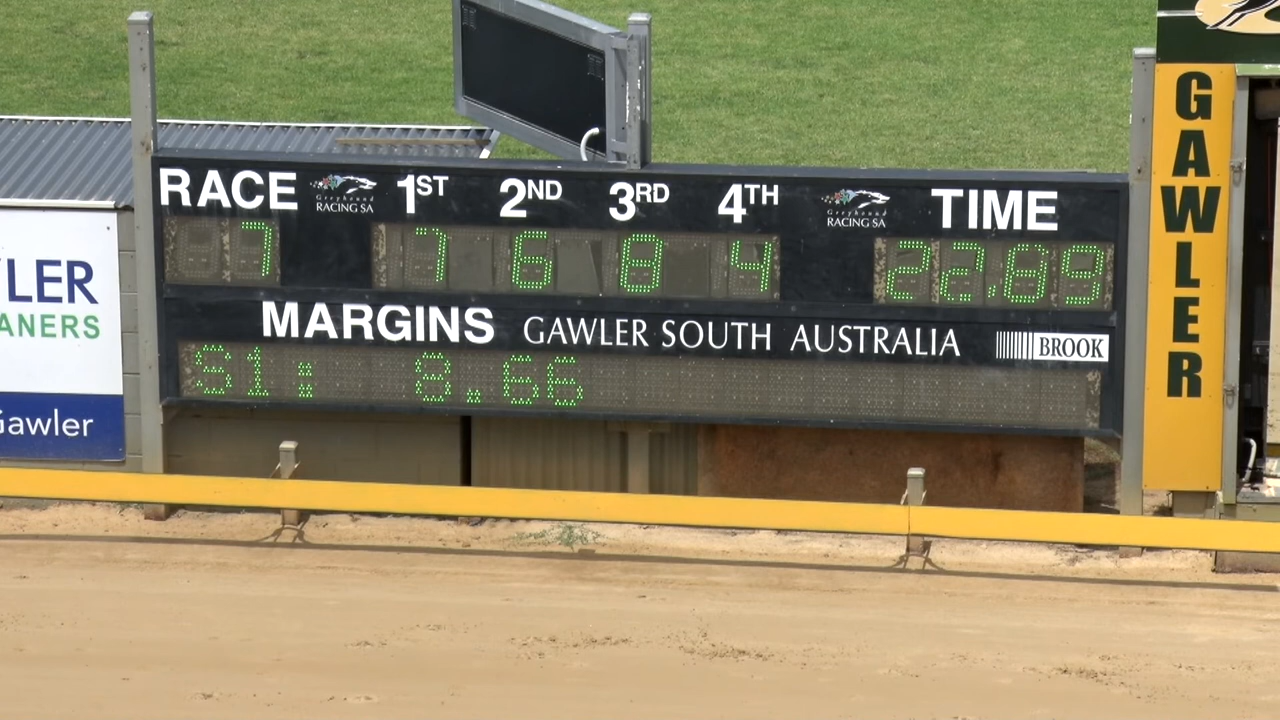 RACE
Greyhound
RACING SA
1ST 2ND 3RD 4TH
Greyhound
RACING SA
TIME
7 7 6 8 4 22.89
MARGINS GAWLER SOUTH AUSTRALIA BROOK
S1: 8.66
LER
ANERS
Gawler
GAWLER